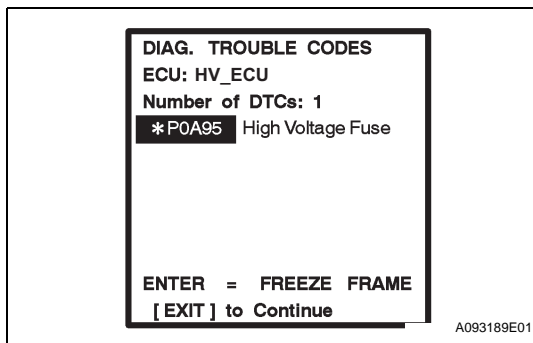 DIAG. TROUBLE CODES
ECU: HV_ECU
Number of DTCs: 1
*P0A95 High Voltage Fuse
ENTER = FREEZE FRAME
[ EXIT ] to Continue
A093189E01